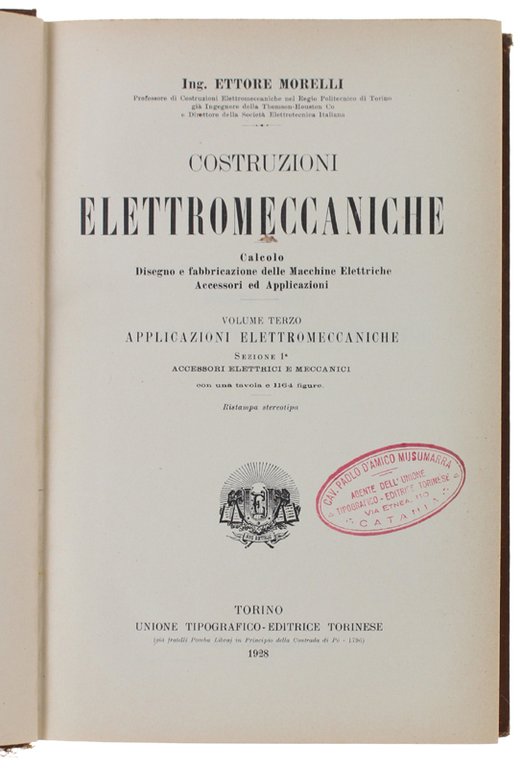 Ing. ETTORE MORELLI
Professore di Costruzioni Elettromeccaniche nel Regio Politecnico di Torino
già Ingegnere della Thomson-Houston Co
e Direttore della Società Elettrotecnica Italiana
COSTRUZIONI
ELETTROMECCANICHE
Calcolo
Disegno e fabbricazione delle Macchine Elettriche
Accessori ed Applicazioni
VOLUME TERZO
APPLICAZIONI ELETTROMECCANICHE
Sezione Iª
ACCESSORI ELETTRICI E MECCANICI
con una tavola e 1164 figure.
Ristampa stereotipa
CAV. PAOLO D'AMICO MUSUMARRA
AGENTE DELL'UNIONE
TIPOGRAFICO - EDITRICE TORINESE
VIA ETNEA, 110
CATANIA
TORINO
UNIONE TIPOGRAFICO-EDITRICE TORINESE
(già fratelli Pomba Libraj in Principio della Contrada di Po - 1796)
1928